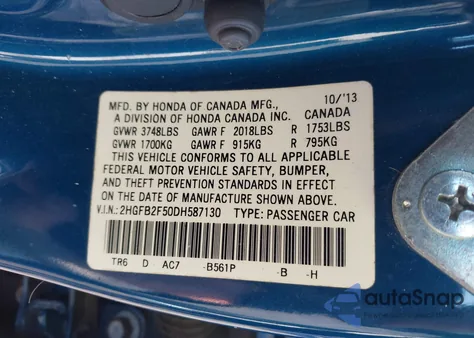 MFD. BY HONDA OF CANADA MFG., 10/'13
A DIVISION OF HONDA CANADA INC. CANADA
GVWR 3748LBS GAWR F 2018LBS R 1753LBS
GVWR 1700KG GAWR F 915KG R 795KG
THIS VEHICLE CONFORMS TO ALL APPLICABLE
FEDERAL MOTOR VEHICLE SAFETY, BUMPER,
AND THEFT PREVENTION STANDARDS IN EFFECT
ON THE DATE OF MANUFACTURE SHOWN ABOVE.
V.I.N.: 2HGFB2F50DH587130 TYPE: PASSENGER CAR
TR6 D AC7 -B561P -B -H
autoSnap